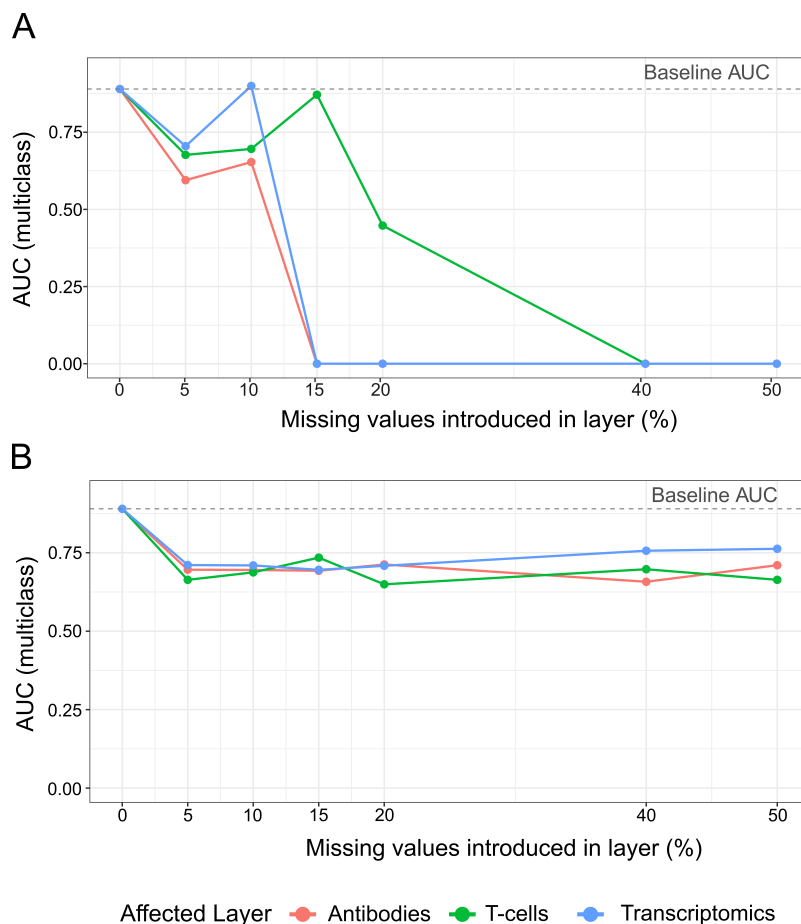 A
Baseline AUC
0.75
0.50
0.25
0.00
AUC (multiclass)
0 5 10 15 20 40 50
Missing values introduced in layer (%)
B
Baseline AUC
0.75
0.50
0.25
0.00
AUC (multiclass)
0 5 10 15 20 40 50
Missing values introduced in layer (%)
Affected Layer Antibodies T-cells Transcriptomics